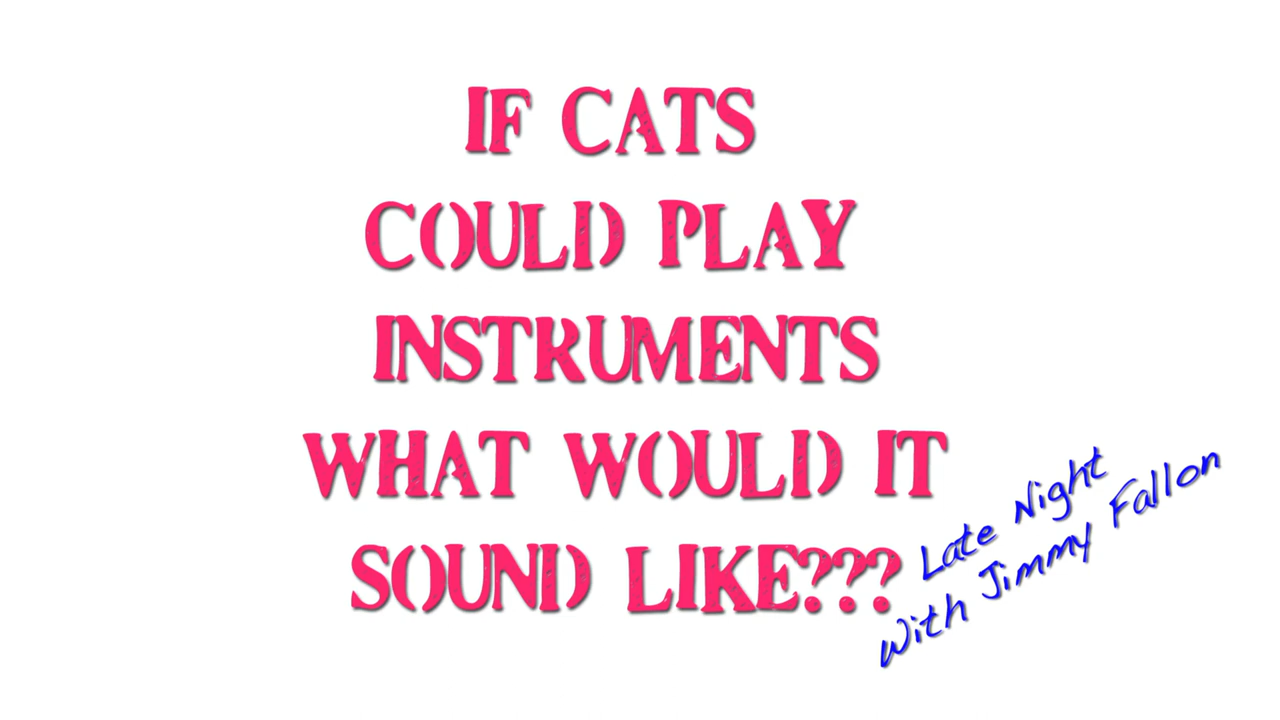 IF CATS
COULD PLAY
INSTRUMENTS
WHAT WOULD IT
SOUND LIKE???
Late Night
With Jimmy Fallon